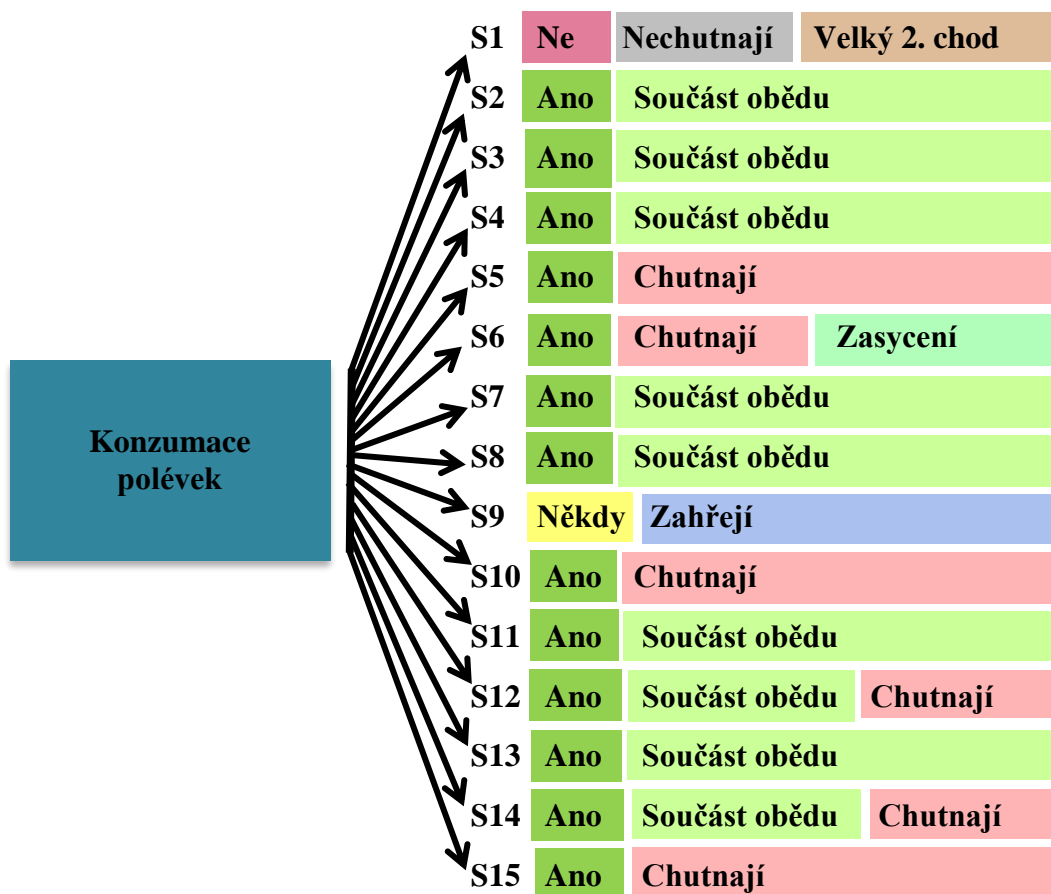 S1 Ne Nechutnají Velký 2. chod
S2 Ano Součást obědu
S3 Ano Součást obědu
S4 Ano Součást obědu
S5 Ano Chutnají
S6 Ano Chutnají Zasycení
S7 Ano Součást obědu
Konzumace
polévek
S8 Ano Součást obědu
S9 Někdy Zahřejí
S10 Ano Chutnají
S11 Ano Součást obědu
S12 Ano Součást obědu Chutnají
S13 Ano Součást obědu
S14 Ano Součást obědu Chutnají
S15 Ano Chutnají